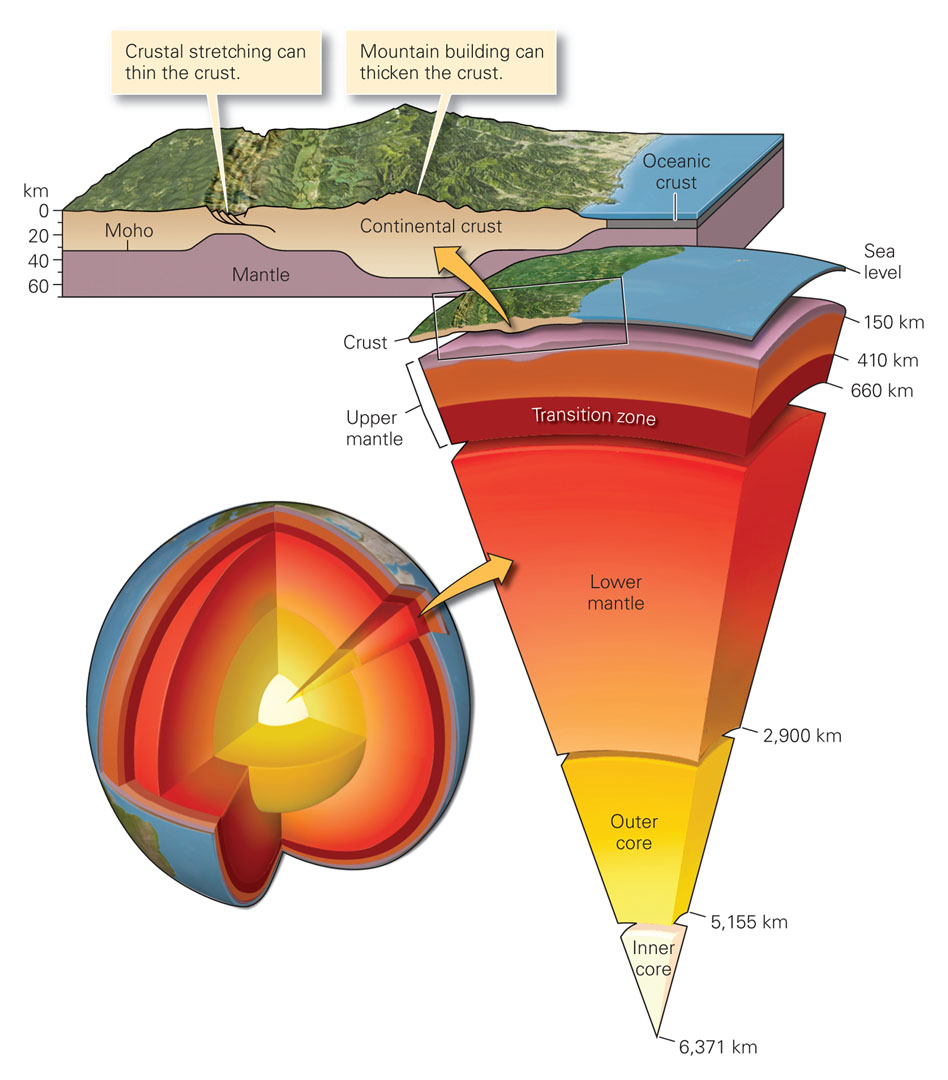 Crustal stretching can
thin the crust.
Mountain building can
thicken the crust.
Oceanic
crust
km
0
20
40
60
Moho
Continental crust
Mantle
Sea
level
Crust
150 km
410 km
660 km
Upper
mantle
Transition zone
Lower
mantle
2,900 km
Outer
core
5,155 km
Inner
core
6,371 km